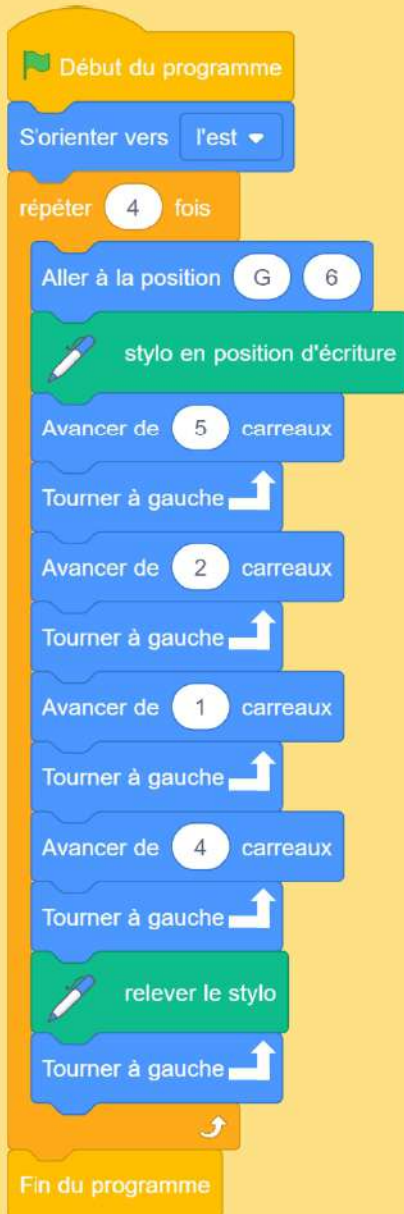 Début du programme
S'orienter vers l'est
répéter 4 fois
Aller à la position G 6
stylo en position d'écriture
Avancer de 5 carreaux
Tourner à gauche
Avancer de 2 carreaux
Tourner à gauche
Avancer de 1 carreaux
Tourner à gauche
Avancer de 4 carreaux
Tourner à gauche
relever le stylo
Tourner à gauche
Fin du programme